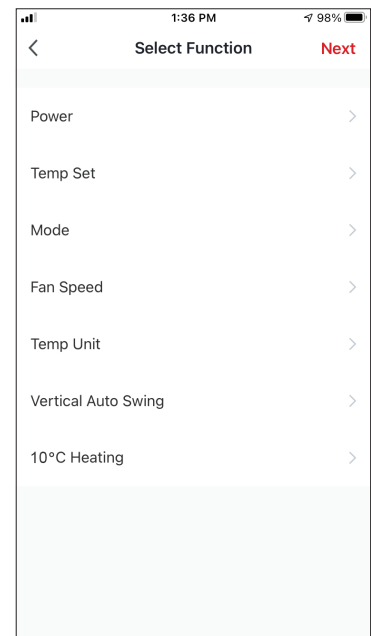 1:36 PM 98%
Select Function Next
Power
Temp Set
Mode
Fan Speed
Temp Unit
Vertical Auto Swing
10°C Heating